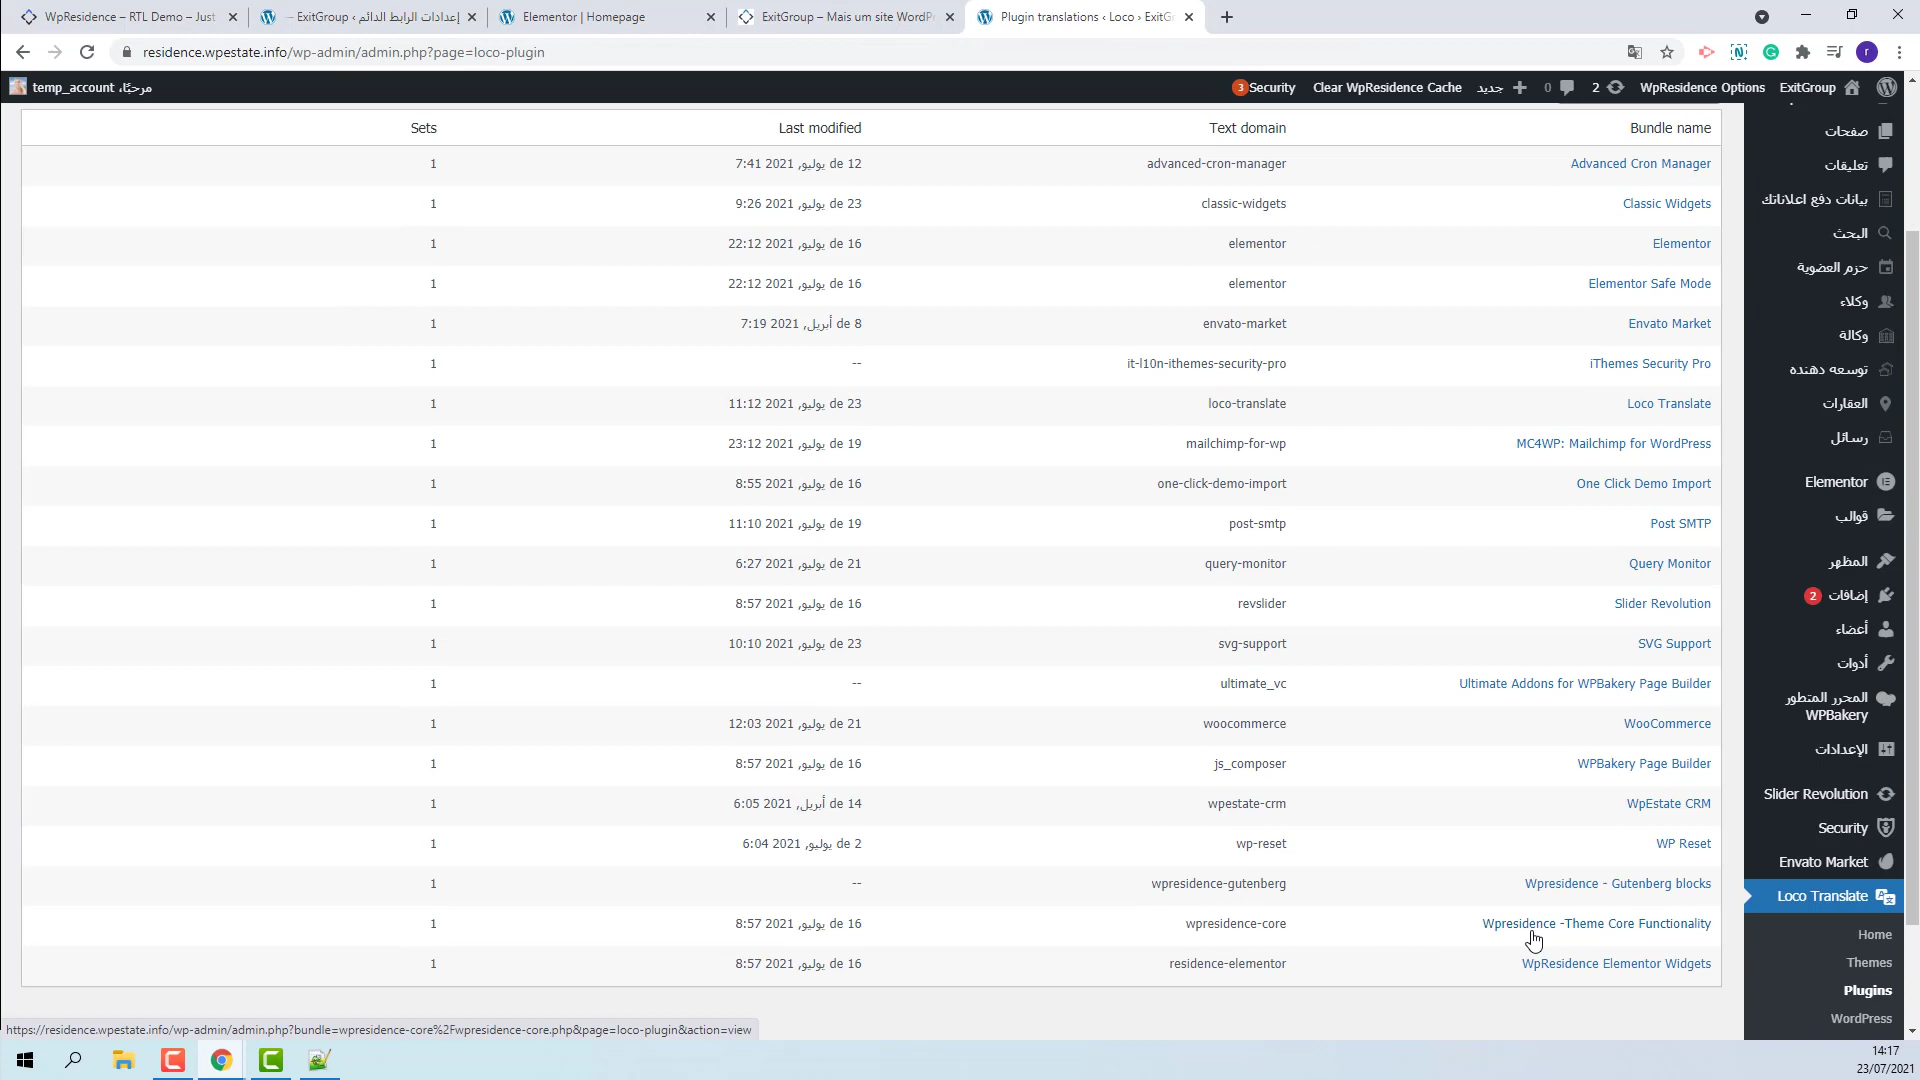 WpResidence – RTL Demo – Just
إعدادات الرابط الدائم ‹ ExitGroup —
Elementor | Homepage
ExitGroup – Mais um site WordPr
Plugin translations ‹ Loco › ExitG
residence.wpestate.info/wp-admin/admin.php?page=loco-plugin
r
مرحبًا، temp_account
3 Security
Clear WpResidence Cache
جديد
0
2
WpResidence Options
ExitGroup
Bundle name Text domain Last modified Sets
Advanced Cron Manager advanced-cron-manager 12 de يوليو, 2021 7:41 1
Classic Widgets classic-widgets 23 de يوليو, 2021 9:26 1
Elementor elementor 16 de يوليو, 2021 22:12 1
Elementor Safe Mode elementor 16 de يوليو, 2021 22:12 1
Envato Market envato-market 8 de أبريل, 2021 7:19 1
iThemes Security Pro it-l10n-ithemes-security-pro -- 1
Loco Translate loco-translate 23 de يوليو, 2021 11:12 1
MC4WP: Mailchimp for WordPress mailchimp-for-wp 19 de يوليو, 2021 23:12 1
One Click Demo Import one-click-demo-import 16 de يوليو, 2021 8:55 1
Post SMTP post-smtp 19 de يوليو, 2021 11:10 1
Query Monitor query-monitor 21 de يوليو, 2021 6:27 1
Slider Revolution revslider 16 de يوليو, 2021 8:57 1
SVG Support svg-support 23 de يوليو, 2021 10:10 1
Ultimate Addons for WPBakery Page Builder ultimate_vc -- 1
WooCommerce woocommerce 21 de يوليو, 2021 12:03 1
WPBakery Page Builder js_composer 16 de يوليو, 2021 8:57 1
WpEstate CRM wpestate-crm 14 de أبريل, 2021 6:05 1
WP Reset wp-reset 2 de يوليو, 2021 6:04 1
Wpresidence - Gutenberg blocks wpresidence-gutenberg -- 1
Wpresidence -Theme Core Functionality wpresidence-core 16 de يوليو, 2021 8:57 1
WpResidence Elementor Widgets residence-elementor 16 de يوليو, 2021 8:57 1
صفحات
تعليقات
بيانات دفع اعلاناتك
البحث
حزم العضوية
وكلاء
وكالة
توسعه دهنده
العقارات
رسائل
Elementor
قوالب
المظهر
إضافات 2
أعضاء
أدوات
المحرر المتطور
WPBakery
الإعدادات
Slider Revolution
Security
Envato Market
Loco Translate
Home
Themes
Plugins
WordPress
https://residence.wpestate.info/wp-admin/admin.php?bundle=wpresidence-core%2Fwpresidence-core.php&page=loco-plugin&action=view
14:17
23/07/2021